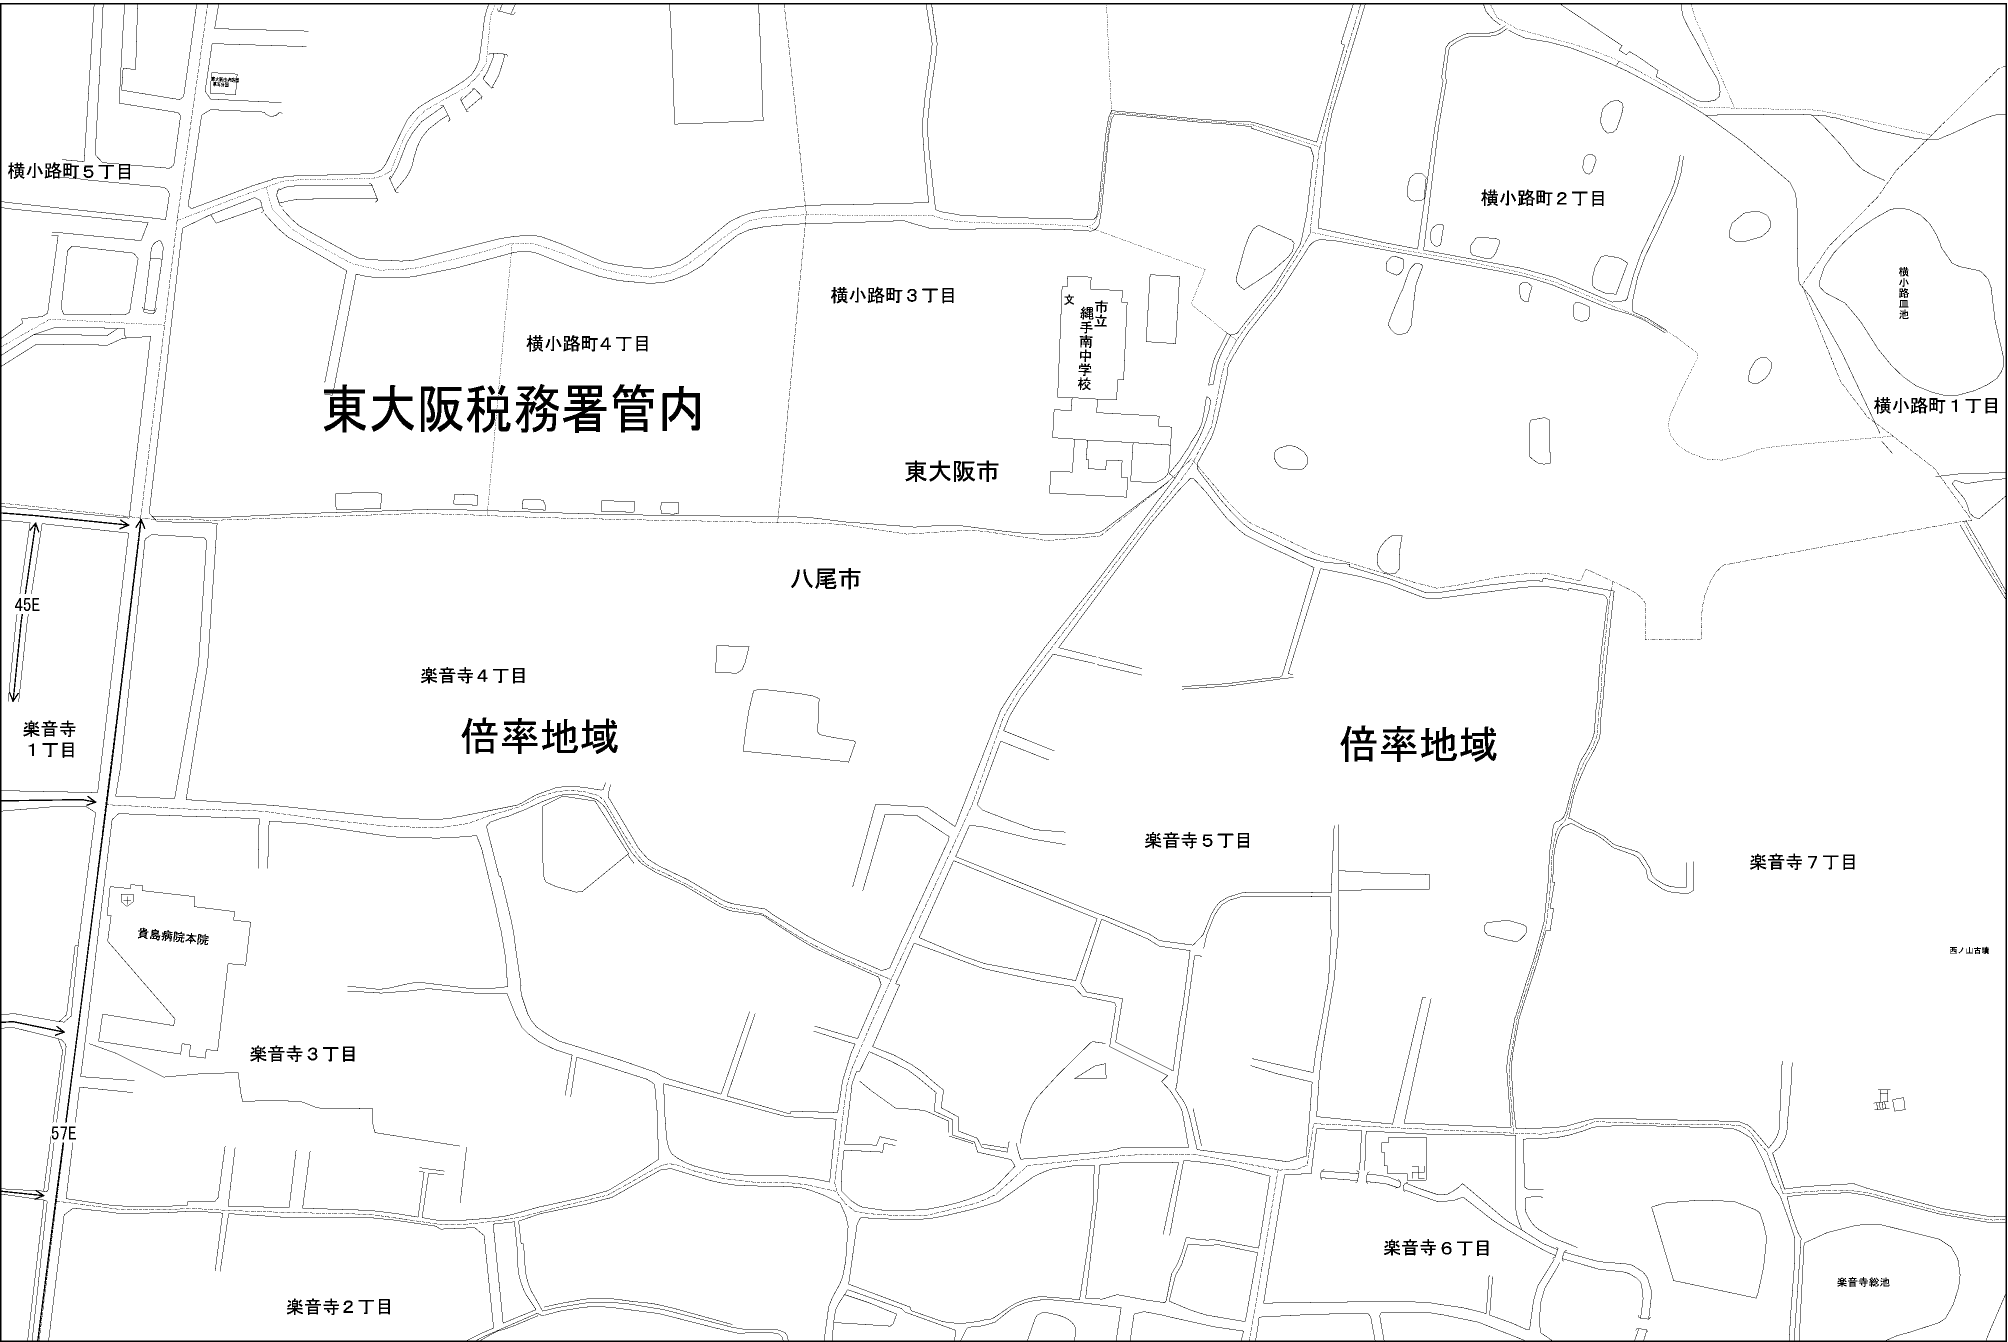 横小路町５丁目
横小路町２丁目
横小路皿池
横小路町３丁目
市立
縄手南中学校
文
横小路町４丁目
東大阪税務署管内
横小路町１丁目
東大阪市
八尾市
45E
楽音寺４丁目
楽音寺
１丁目
倍率地域
倍率地域
楽音寺５丁目
楽音寺７丁目
貴島病院本院
西ノ山古墳
楽音寺３丁目
57E
楽音寺６丁目
楽音寺総池
楽音寺２丁目